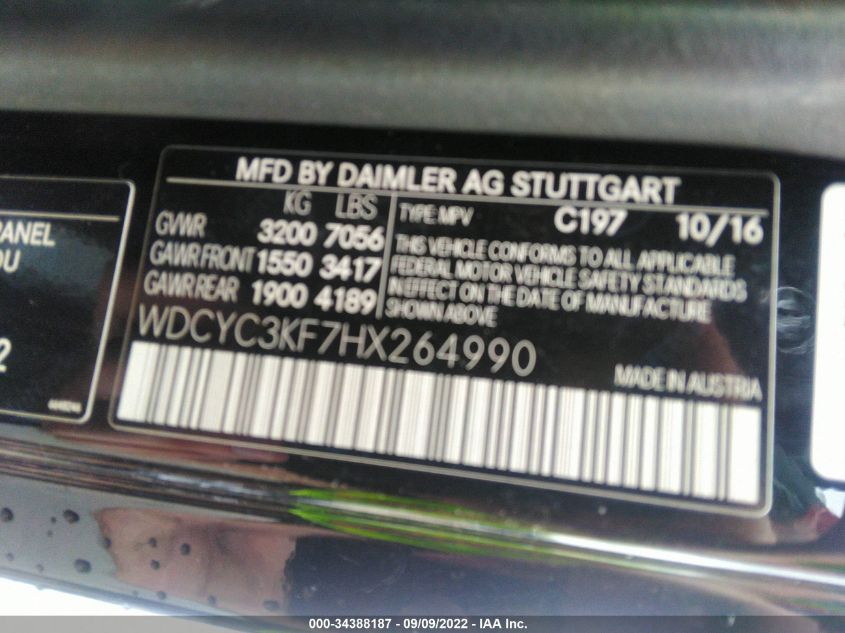 PANEL
OU
2
MFD BY DAIMLER AG STUTTGART
KG LBS
GVWR 3200 7056
GAWR FRONT 1550 3417
GAWR REAR 1900 4189
TYPE: MPV C197 10/16
THIS VEHICLE CONFORMS TO ALL APPLICABLE
FEDERAL MOTOR VEHICLE SAFETY STANDARDS
IN EFFECT ON THE DATE OF MANUFACTURE
SHOWN ABOVE
WDCYC3KF7HX264990
MADE IN AUSTRIA
000-34388187 - 09/09/2022 - IAA Inc.